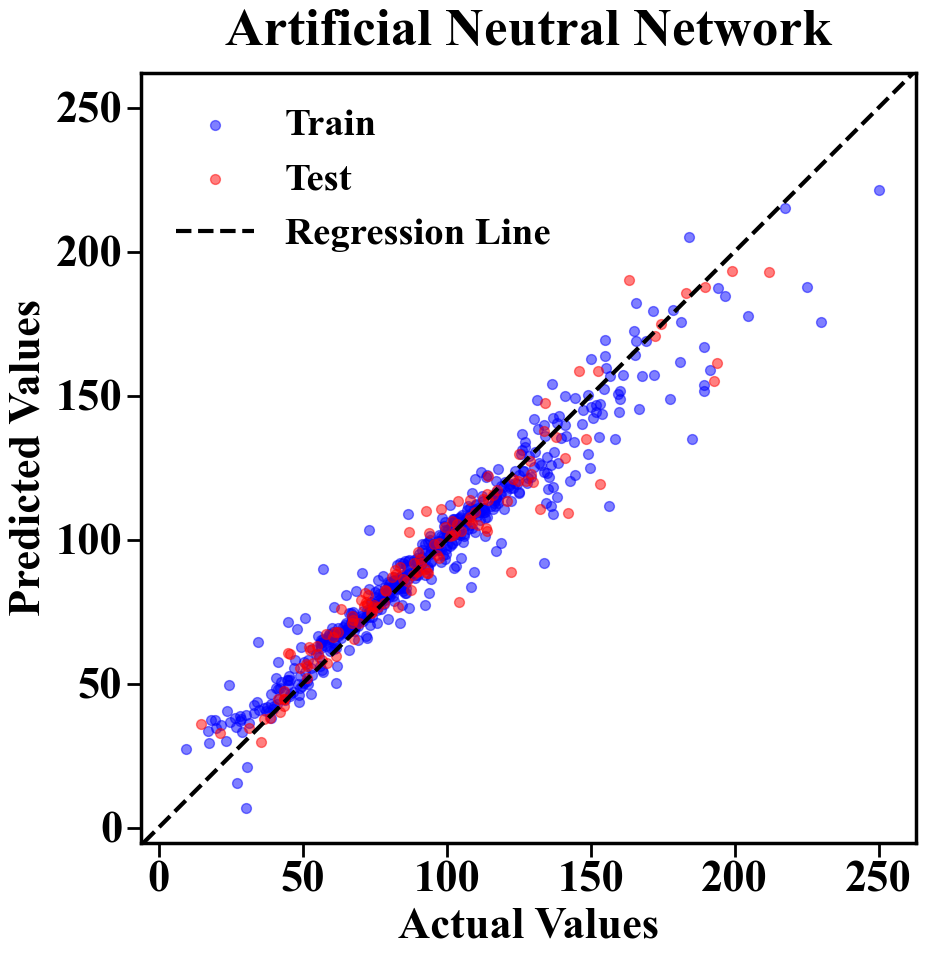 Artificial Neutral Network
250
200
150
100
50
0
Train
Test
Regression Line
Predicted Values
0 50 100 150 200 250
Actual Values